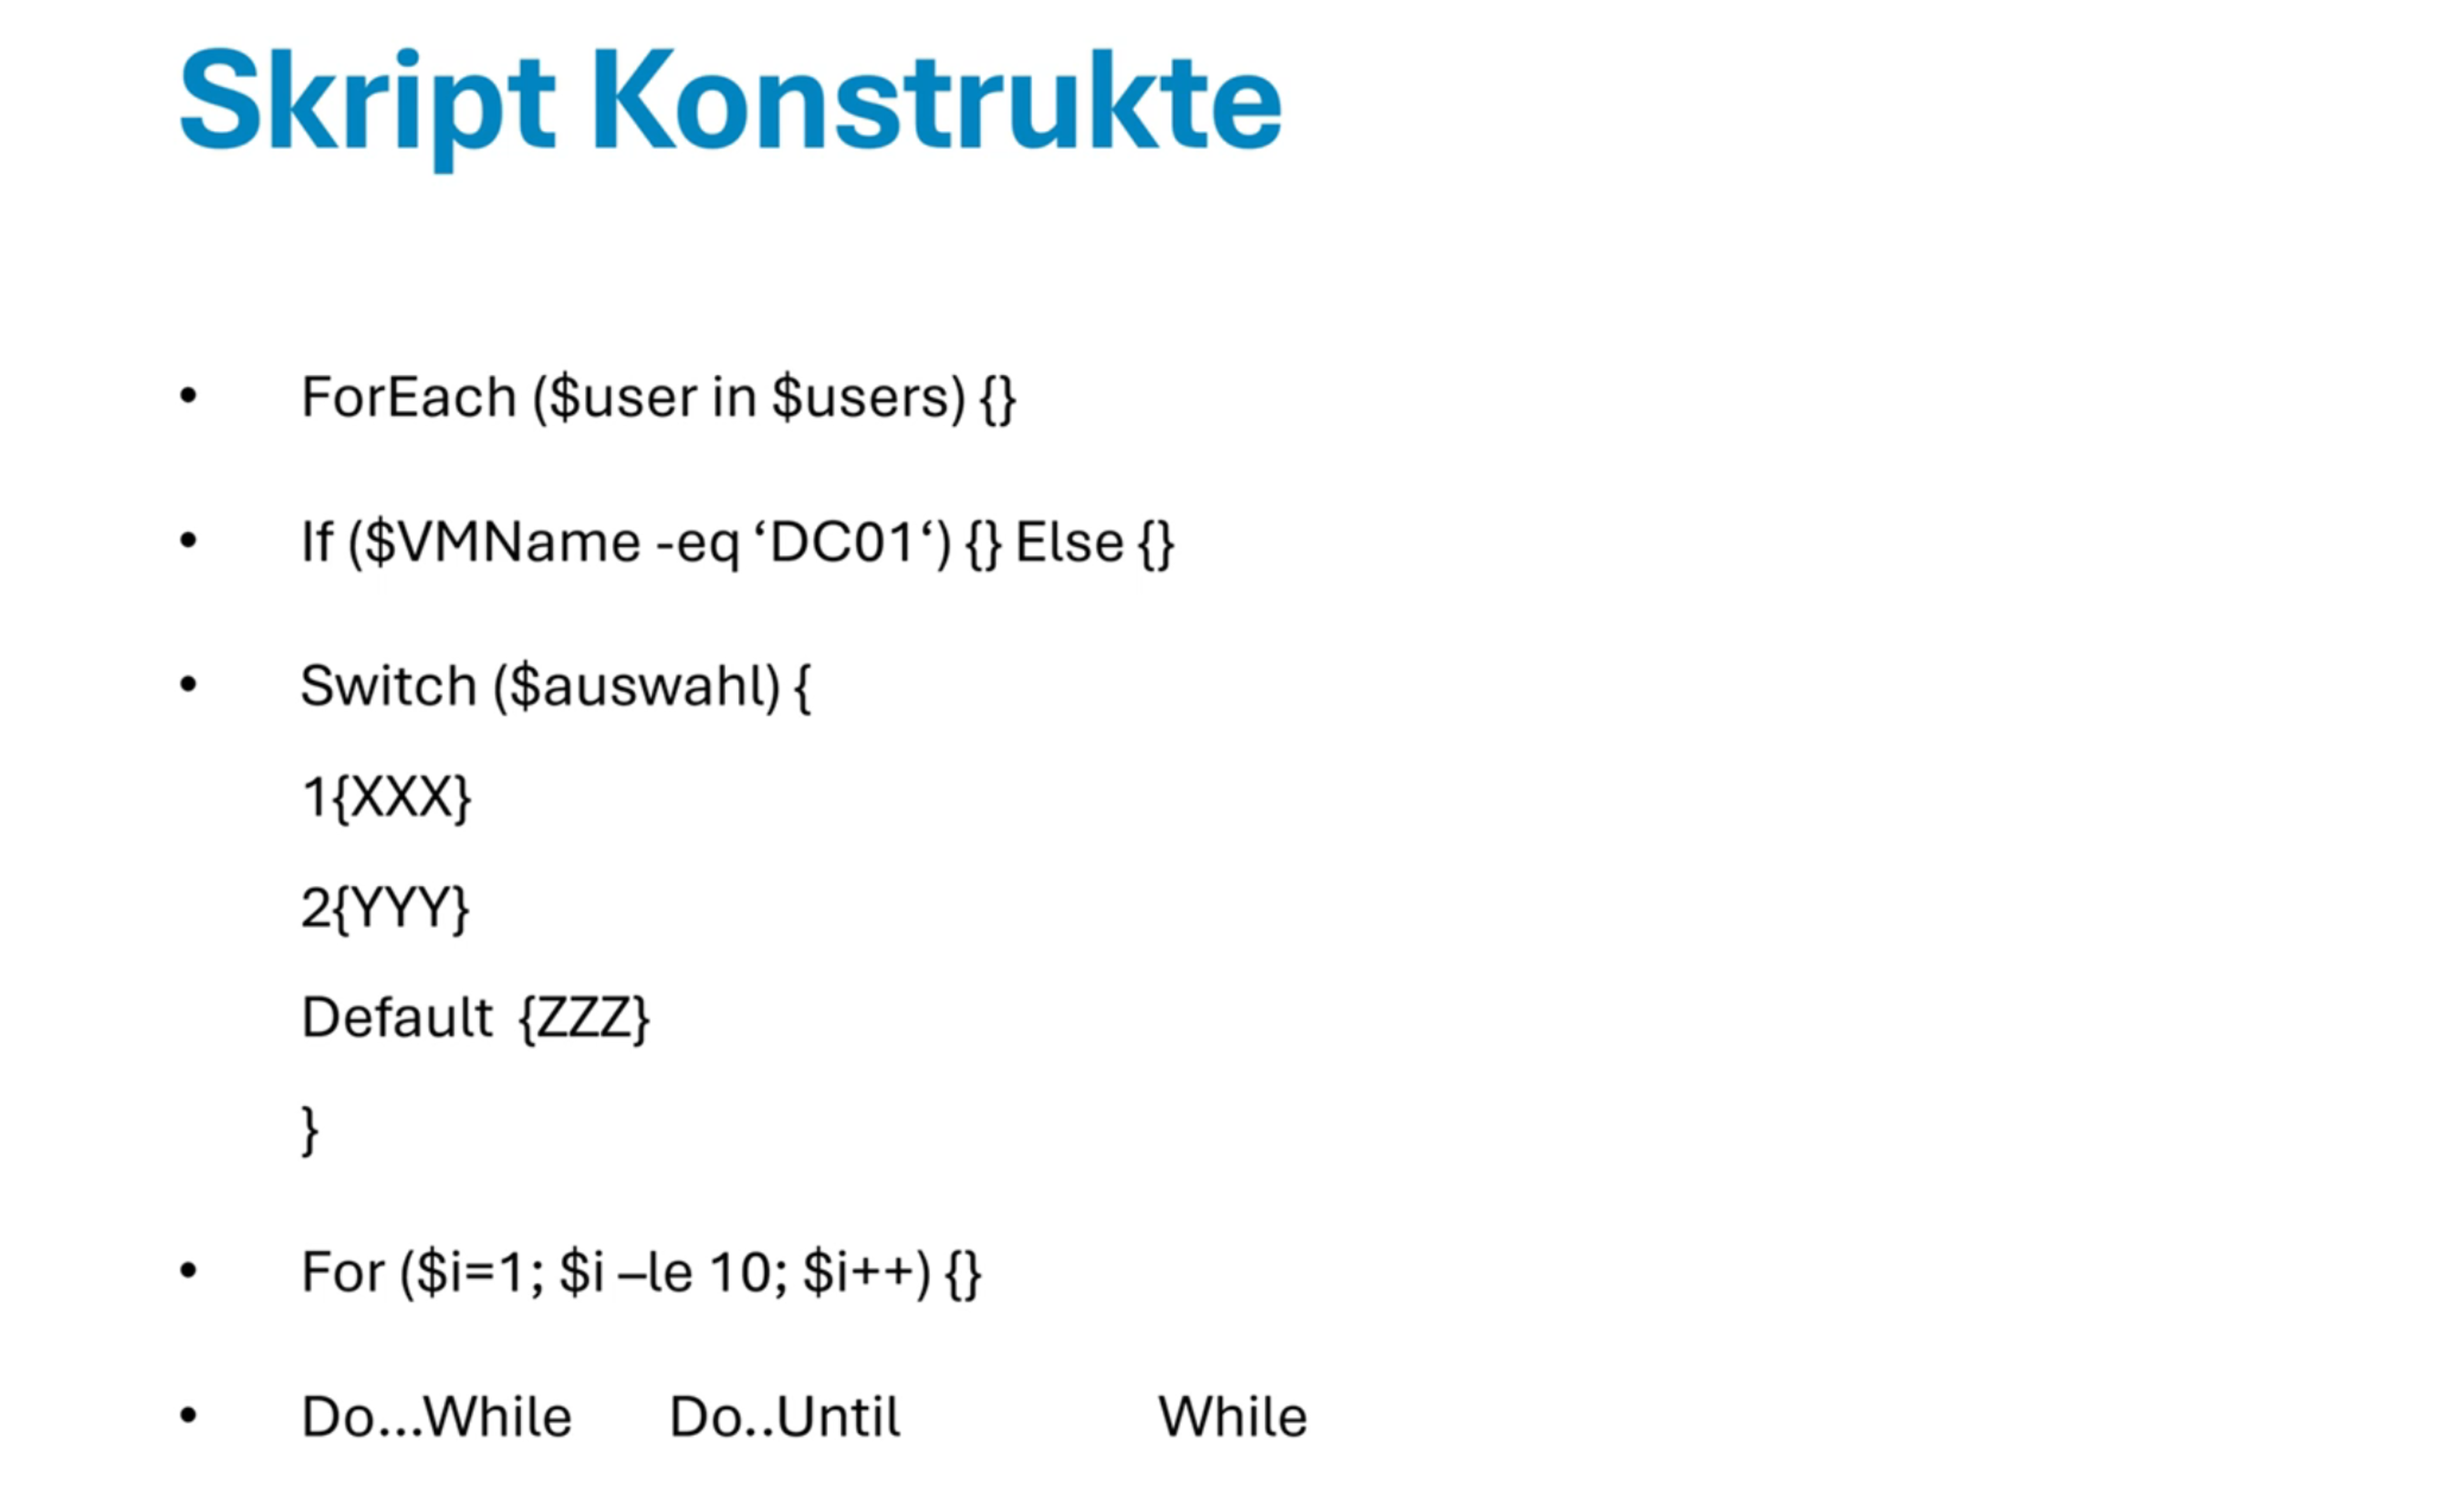 Skript Konstrukte
• ForEach ($user in $users) {}
• If ($VMName -eq ‘DC01‘) {} Else {}
• Switch ($auswahl) {
1{XXX}
2{YYY}
Default {ZZZ}
}
• For ($i=1; $i –le 10; $i++) {}
• Do...While Do..Until While